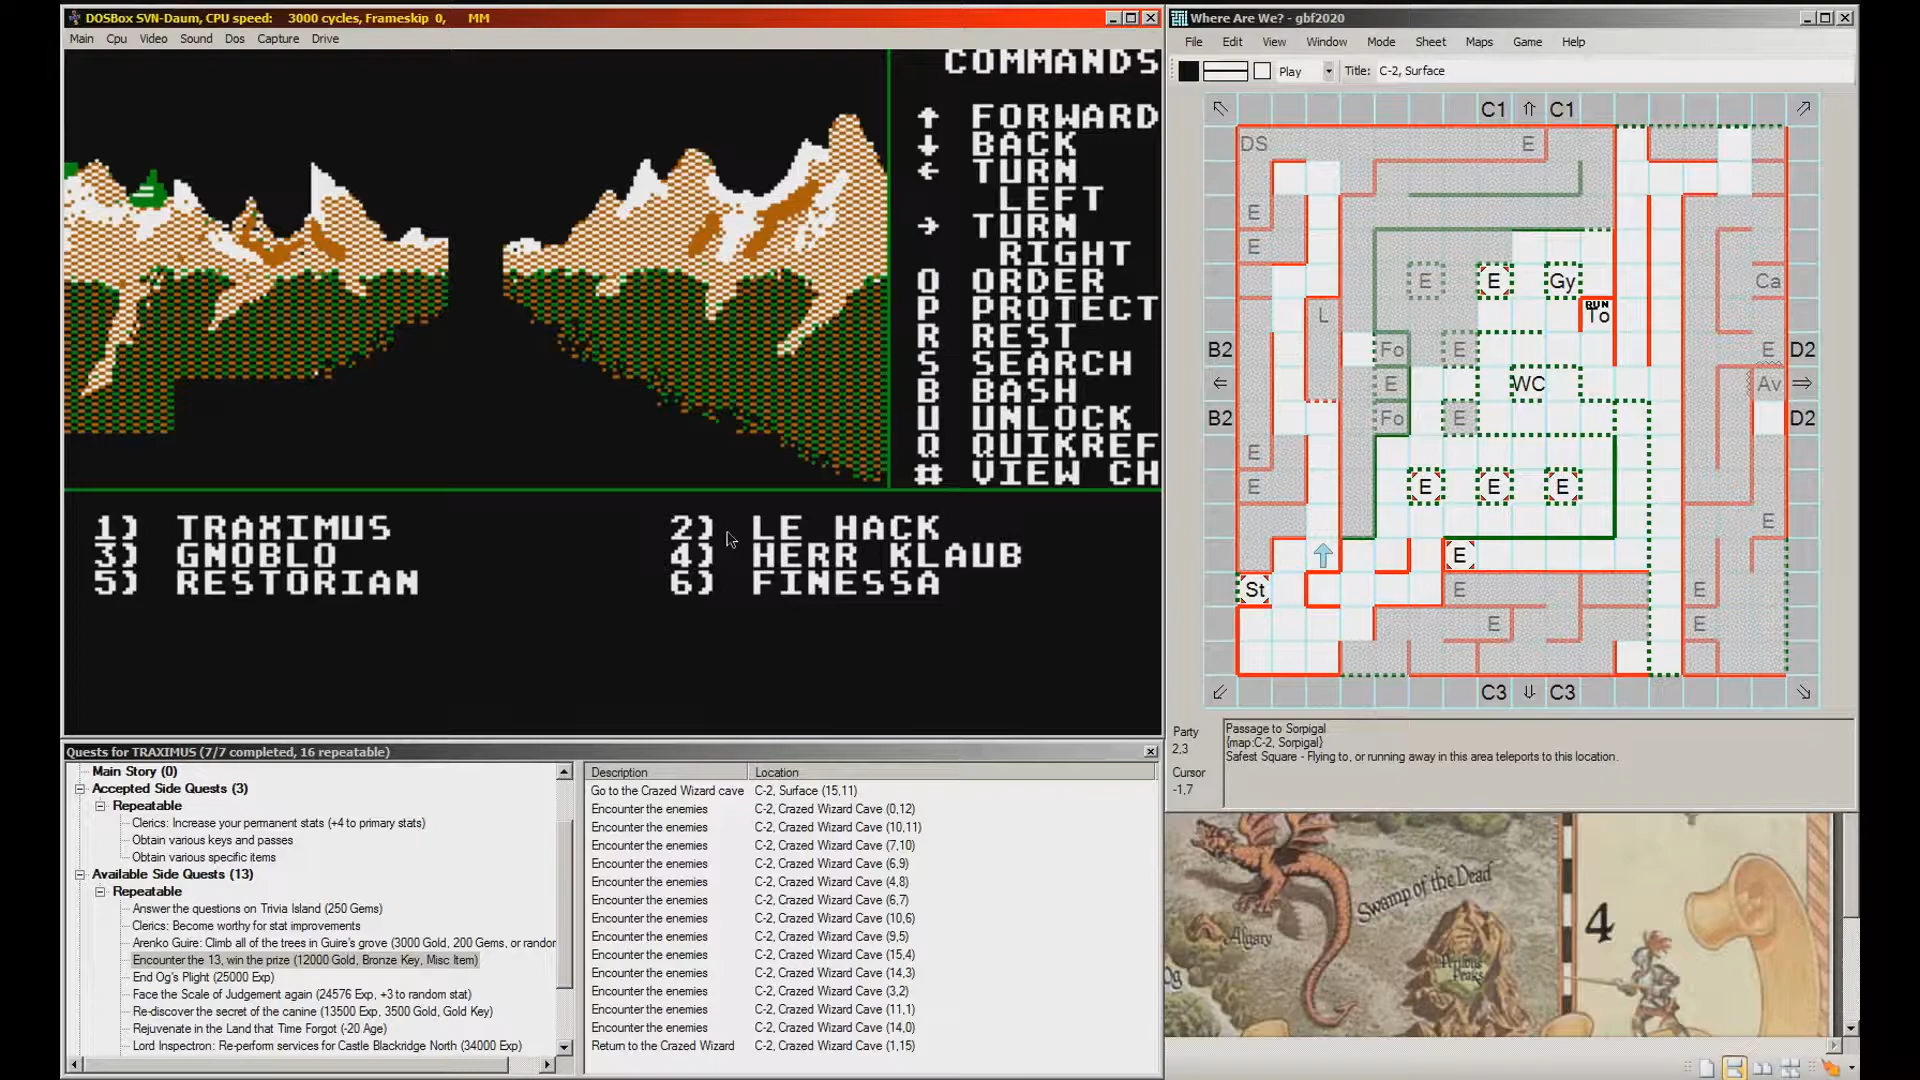 DOSBox SVN-Daum, CPU speed: 3000 cycles, Frameskip 0, MM
Main Cpu Video Sound Dos Capture Drive
COMMANDS
↑ FORWARD
↓ BACK
← TURN
LEFT
→ TURN
RIGHT
O ORDER
P PROTECT
R REST
S SEARCH
B BASH
U UNLOCK
Q QUIKREF
# VIEW CH
1) TRAXIMUS 2) LE HACK
3) GNOBLO 4) HERR KLAUB
5) RESTORIAN 6) FINESSA
Quests for TRAXIMUS (7/7 completed, 16 repeatable)
Main Story (0)
Accepted Side Quests (3)
Repeatable
Clerics: Increase your permanent stats (+4 to primary stats)
Obtain various keys and passes
Obtain various specific items
Available Side Quests (13)
Repeatable
Answer the questions on Trivia Island (250 Gems)
Clerics: Become worthy for stat improvements
Arenko Guire: Climb all of the trees in Guire's grove (3000 Gold, 200 Gems, or randor
Encounter the 13, win the prize (12000 Gold, Bronze Key, Misc Item)
End Og's Plight (25000 Exp)
Face the Scale of Judgement again (24576 Exp, +3 to random stat)
Re-discover the secret of the canine (13500 Exp, 3500 Gold, Gold Key)
Rejuvenate in the Land that Time Forgot (-20 Age)
Lord Inspectron: Re-perform services for Castle Blackridge North (34000 Exp)
Description Location
Go to the Crazed Wizard cave C-2, Surface (15,11)
Encounter the enemies C-2, Crazed Wizard Cave (0,12)
Encounter the enemies C-2, Crazed Wizard Cave (10,11)
Encounter the enemies C-2, Crazed Wizard Cave (7,10)
Encounter the enemies C-2, Crazed Wizard Cave (6,9)
Encounter the enemies C-2, Crazed Wizard Cave (4,8)
Encounter the enemies C-2, Crazed Wizard Cave (6,7)
Encounter the enemies C-2, Crazed Wizard Cave (10,6)
Encounter the enemies C-2, Crazed Wizard Cave (9,5)
Encounter the enemies C-2, Crazed Wizard Cave (15,4)
Encounter the enemies C-2, Crazed Wizard Cave (14,3)
Encounter the enemies C-2, Crazed Wizard Cave (3,2)
Encounter the enemies C-2, Crazed Wizard Cave (11,1)
Encounter the enemies C-2, Crazed Wizard Cave (14,0)
Return to the Crazed Wizard C-2, Crazed Wizard Cave (1,15)
Where Are We? - gbf2020
File Edit View Window Mode Sheet Maps Game Help
Play Title: C-2, Surface
C1 ⇑ C1
DS E
E
E
E E Gy Ca
L RUN To
B2 Fo E E D2
⇐ E WC Av ⇒
B2 Fo E D2
E
E E E E
E
E
St E E
E E
C3 ⇓ C3
Party
2,3
Cursor
-1,7
Passage to Sorpigal
{map:C-2, Sorpigal}
Safest Square - Flying to, or running away in this area teleports to this location.
Swamp of the Dead
Algary
Og
Perilous
Peaks
4